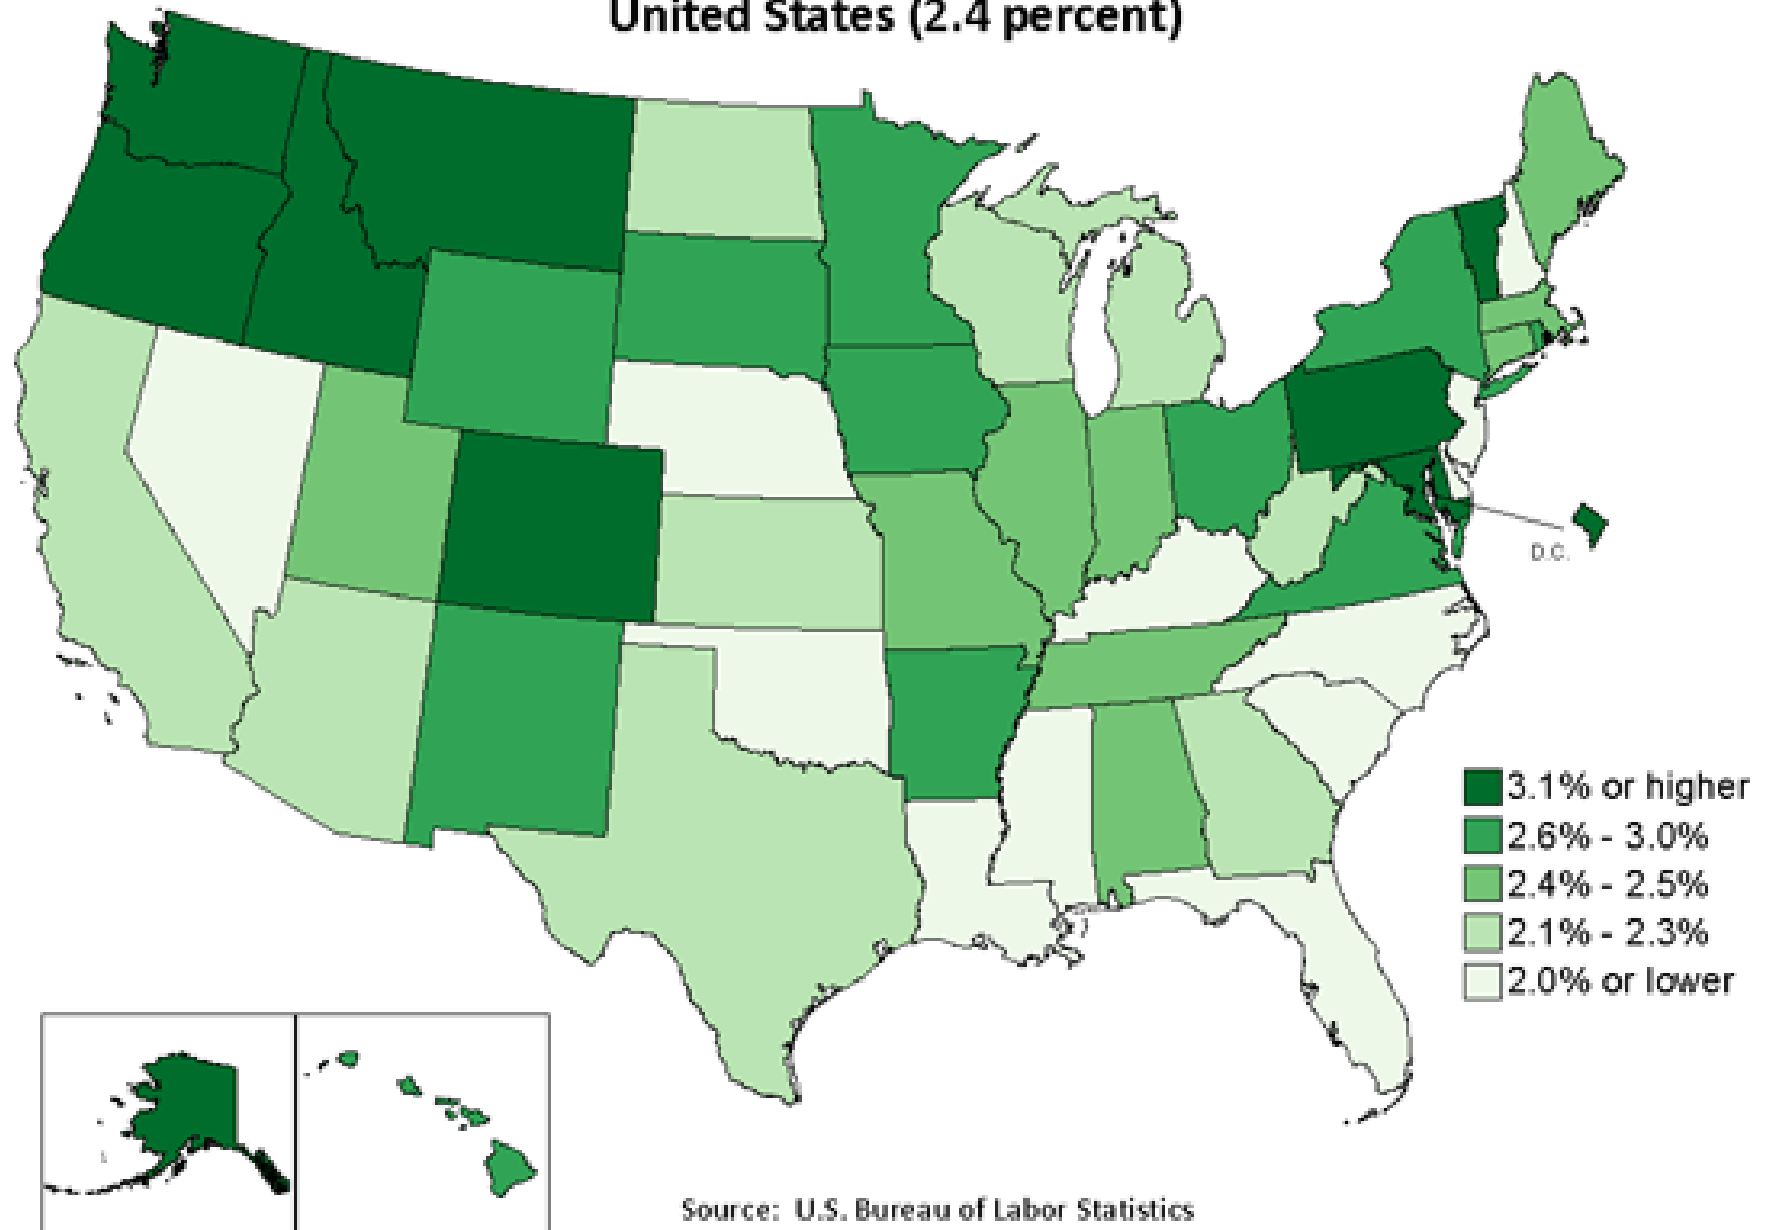 United States (2.4 percent)
D.C.
3.1% or higher
2.6% - 3.0%
2.4% - 2.5%
2.1% - 2.3%
2.0% or lower
Source:  U.S. Bureau of Labor Statistics